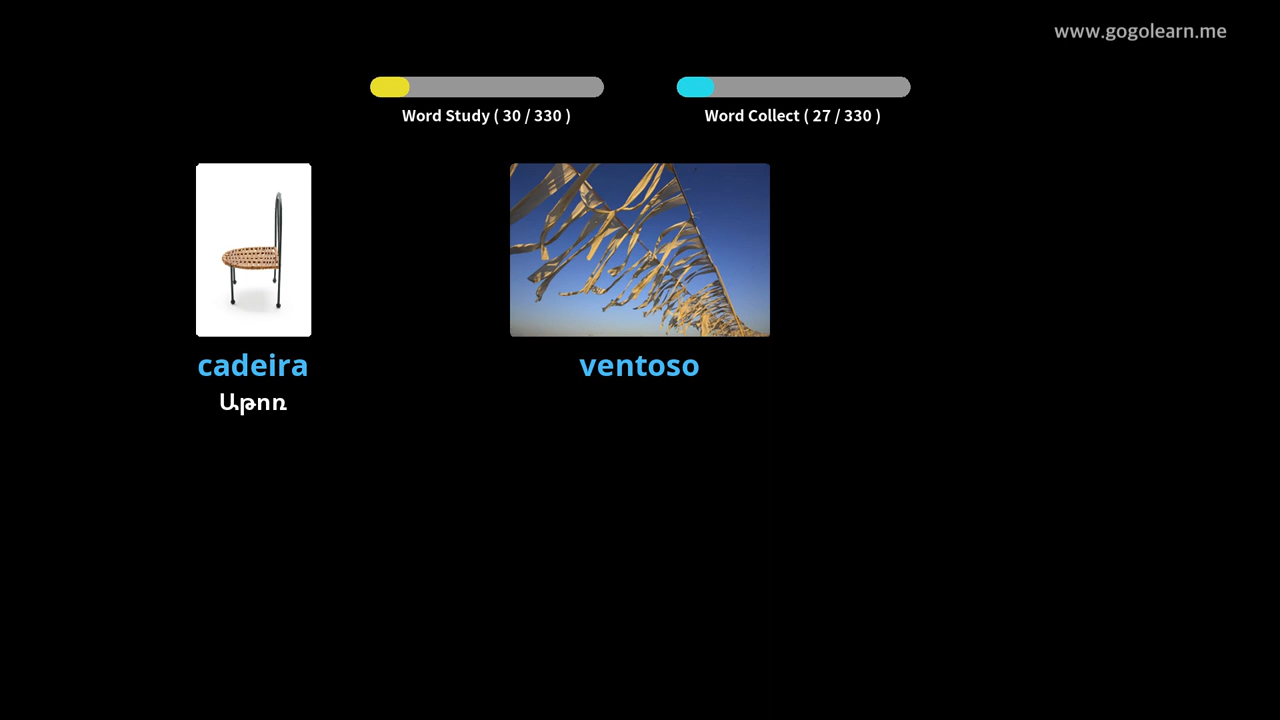 www.gogolearn.me
Word Study ( 30 / 330 )
Word Collect ( 27 / 330 )
cadeira
Աթոռ
ventoso